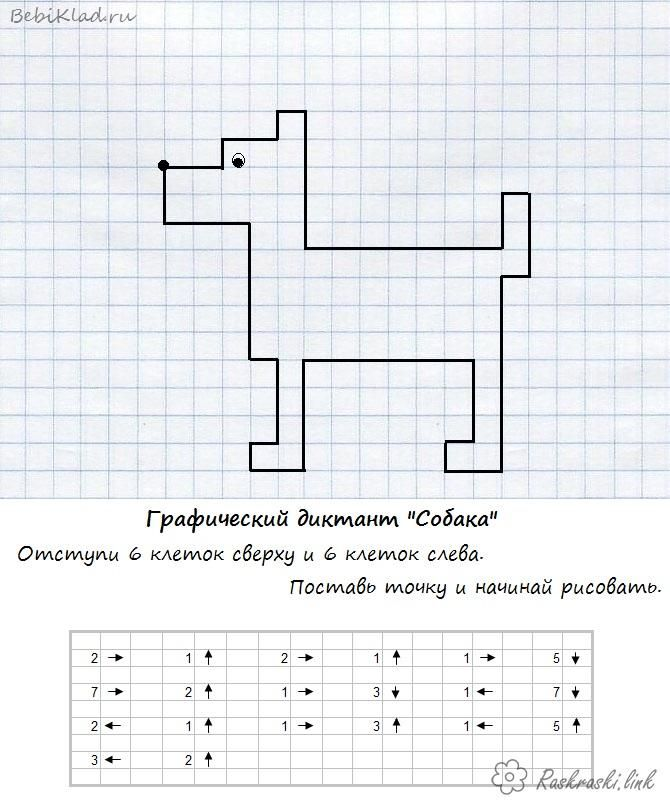 BebiKlad.ru
Графический диктант "Собака"
Отступи 6 клеток сверху и 6 клеток слева.
Поставь точку и начинай рисовать.
2 → 1 ↑ 2 → 1 ↑ 1 → 5 ↓
7 → 2 ↑ 1 → 3 ↓ 1 ← 7 ↓
2 ← 1 ↑ 1 → 3 ↑ 1 ← 5 ↑
3 ← 2 ↑
Raskraski.link